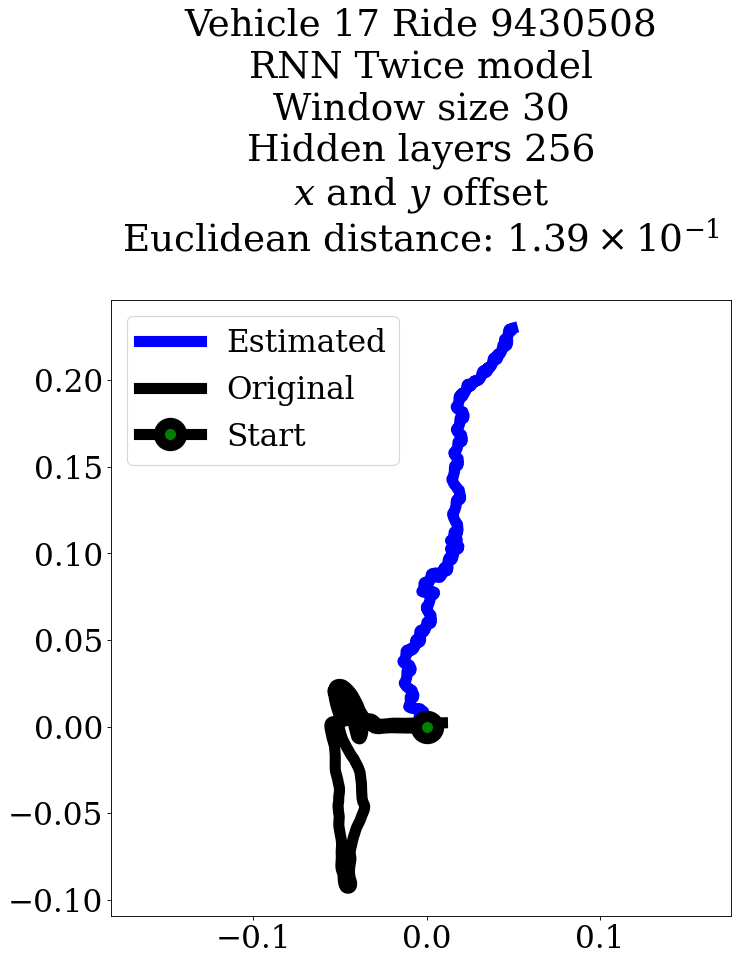 Vehicle 17 Ride 9430508
RNN Twice model
Window size 30
Hidden layers 256
x and y offset
Euclidean distance: 1.39 × 10⁻¹
Estimated
Original
Start
0.20
0.15
0.10
0.05
0.00
−0.05
−0.10
−0.1 0.0 0.1